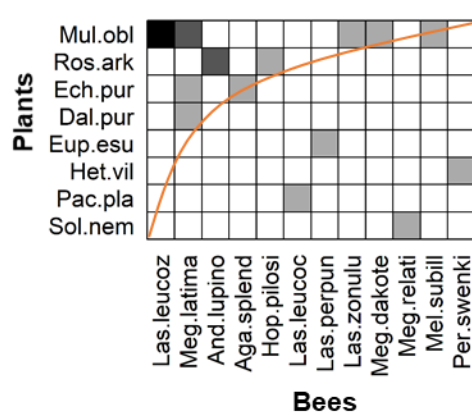 Plants
Mul.obl
Ros.ark
Ech.pur
Dal.pur
Eup.esu
Het.vil
Pac.pla
Sol.nem
Las.leucoz
Meg.latima
And.lupino
Aga.splend
Hop.pilosi
Las.leucoc
Las.perpun
Las.zonulu
Meg.dakote
Meg.relati
Mel.subill
Per.swenki
Bees